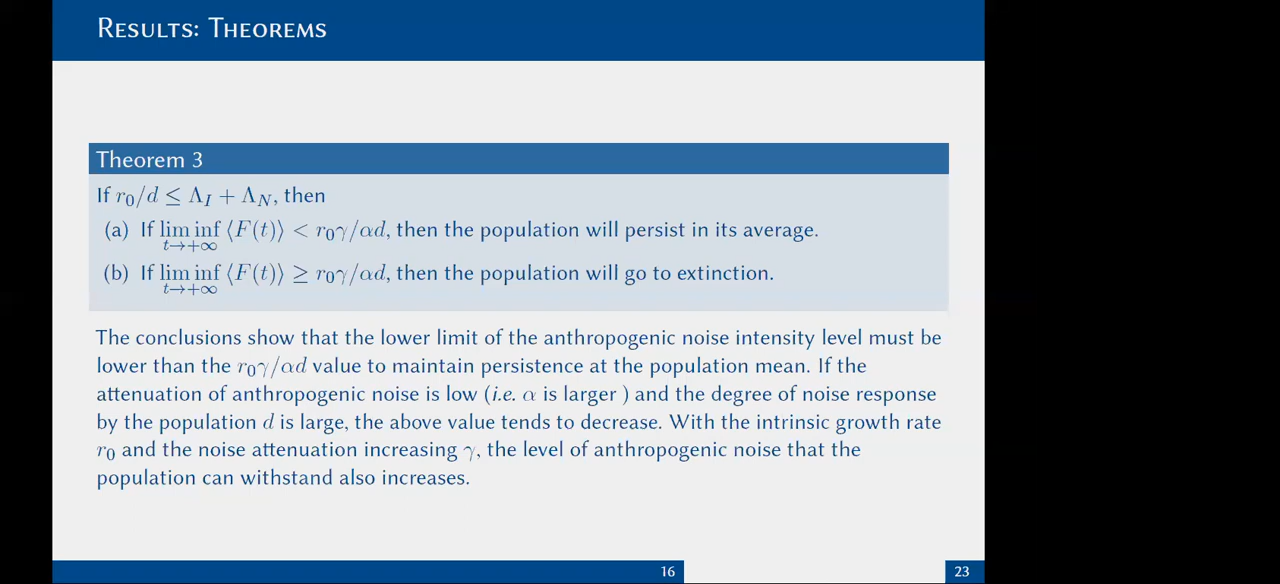 Results: Theorems
Theorem 3
If r₀/d ≤ Λ_I + Λ_N, then
(a) If lim inf ⟨F(t)⟩ < r₀γ/αd, then the population will persist in its average.
t→+∞
(b) If lim inf ⟨F(t)⟩ ≥ r₀γ/αd, then the population will go to extinction.
t→+∞
The conclusions show that the lower limit of the anthropogenic noise intensity level must be
lower than the r₀γ/αd value to maintain persistence at the population mean. If the
attenuation of anthropogenic noise is low (i.e. α is larger ) and the degree of noise response
by the population d is large, the above value tends to decrease. With the intrinsic growth rate
r₀ and the noise attenuation increasing γ, the level of anthropogenic noise that the
population can withstand also increases.
16
23